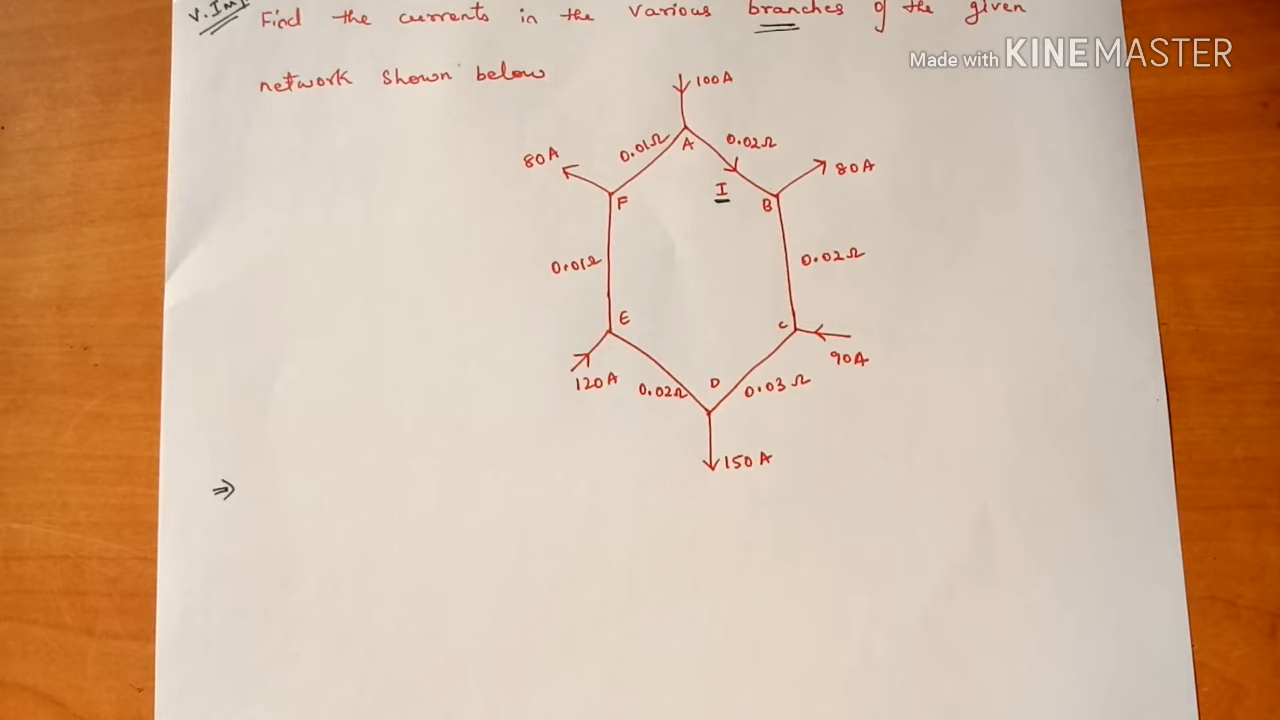 V. Imp
Find the currents in the various branches of the given
Made with KINEMASTER
network shown below
100A
0.01Ω
A
0.02Ω
80A
80A
I
F
B
0.01Ω
0.02Ω
E
C
90A
120A
0.02Ω
D
0.03Ω
150A
⇒